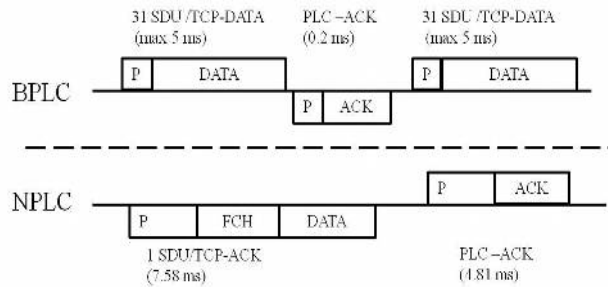 31 SDU /TCP-DATA
(max 5 ms)
PLC –ACK
(0.2 ms)
31 SDU /TCP-DATA
(max 5 ms)
BPLC
P
DATA
P
ACK
P
DATA
NPLC
P
FCH
DATA
P
ACK
1 SDU/TCP-ACK
(7.58 ms)
PLC –ACK
(4.81 ms)